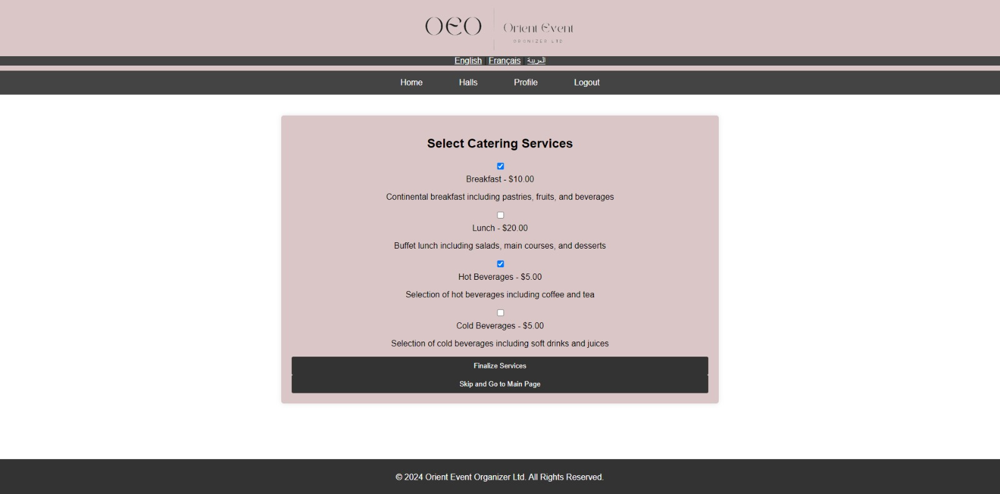 OEO
Orient Event
ORGNIZER LTD
English | Français | العربية
Home Halls Profile Logout
Select Catering Services
Breakfast - $10.00
Continental breakfast including pastries, fruits, and beverages
Lunch - $20.00
Buffet lunch including salads, main courses, and desserts
Hot Beverages - $5.00
Selection of hot beverages including coffee and tea
Cold Beverages - $5.00
Selection of cold beverages including soft drinks and juices
Finalize Services
Skip and Go to Main Page
© 2024 Orient Event Organizer Ltd. All Rights Reserved.